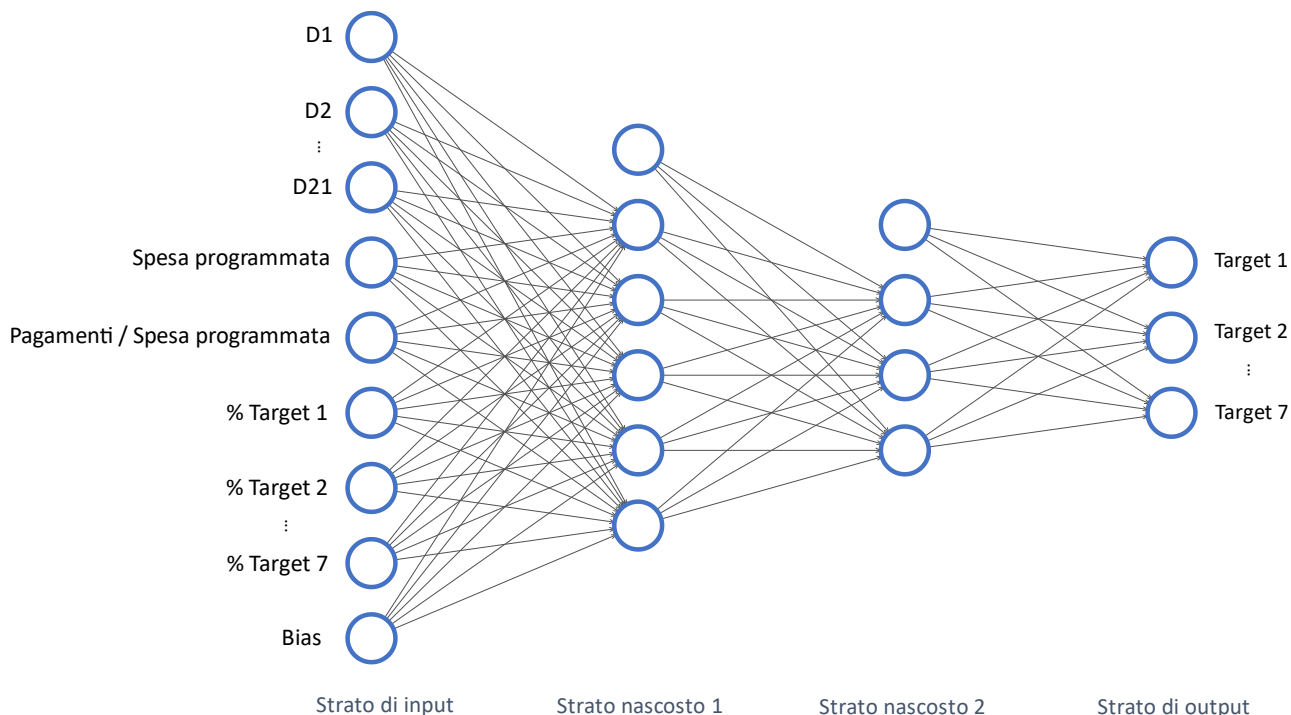 D1
D2
⋮
D21
Spesa programmata
Pagamenti / Spesa programmata
% Target 1
% Target 2
⋮
% Target 7
Bias
Target 1
Target 2
⋮
Target 7
Strato di input
Strato nascosto 1
Strato nascosto 2
Strato di output